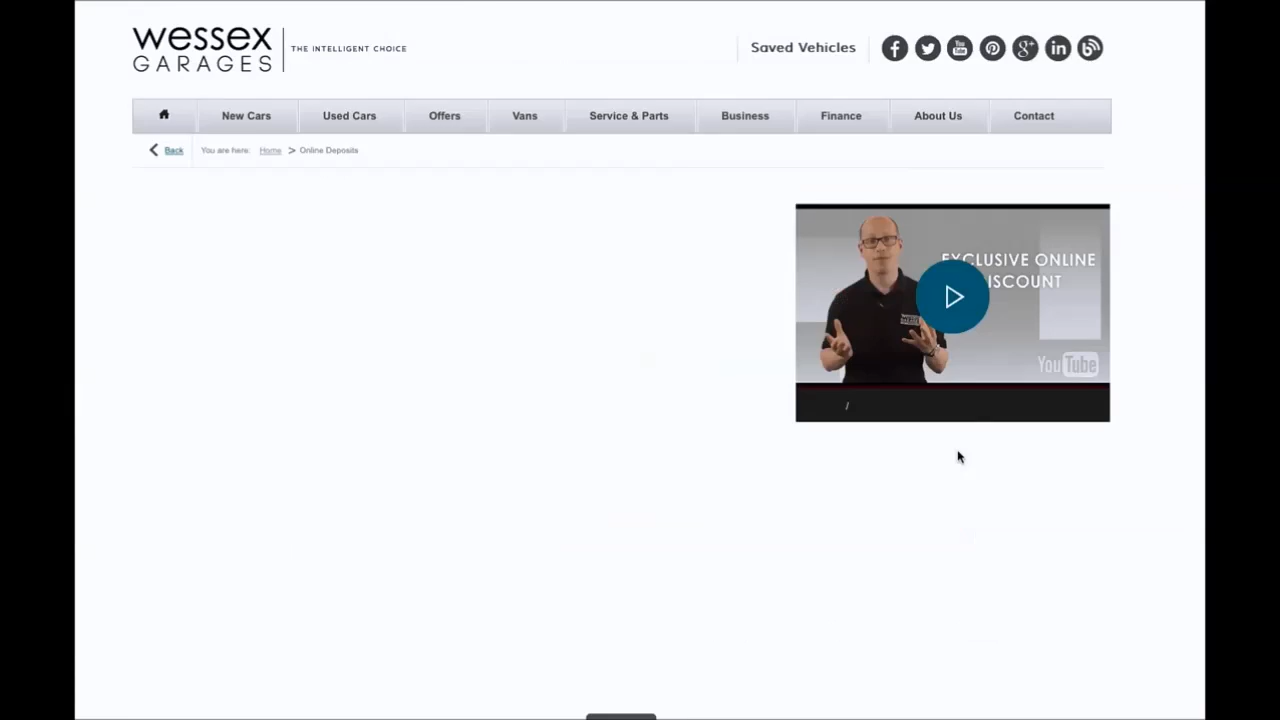 wessex
GARAGES
THE INTELLIGENT CHOICE
Saved Vehicles
New Cars Used Cars Offers Vans Service & Parts Business Finance About Us Contact
Back You are here: Home > Online Deposits
EXCLUSIVE ONLINE
DISCOUNT
YouTube
/